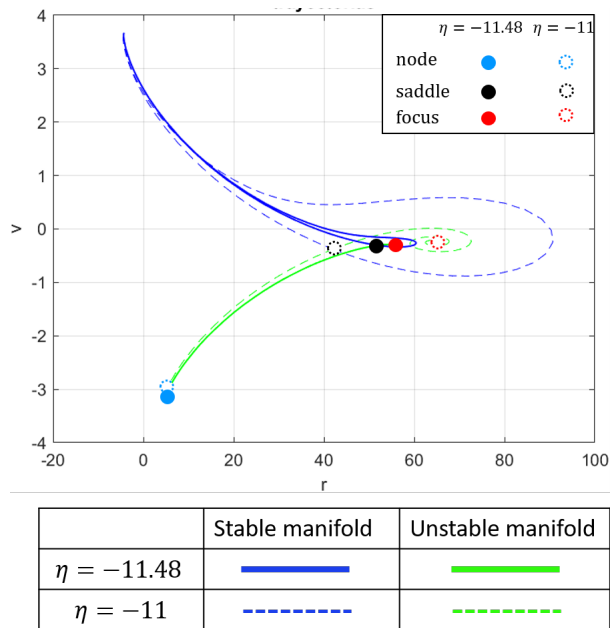 η = −11.48 η = −11
node
saddle
focus
4
3
2
1
0
-1
-2
-3
-4
v
-20 0 20 40 60 80 100
r
Stable manifold Unstable manifold
η = −11.48
η = −11